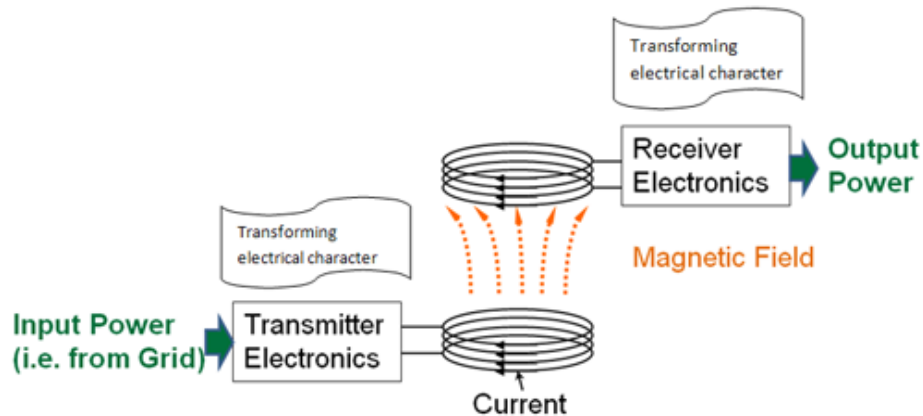 Transforming
electrical character
Receiver
Electronics
Output
Power
Transforming
electrical character
Magnetic Field
Input Power
(i.e. from Grid)
Transmitter
Electronics
Current